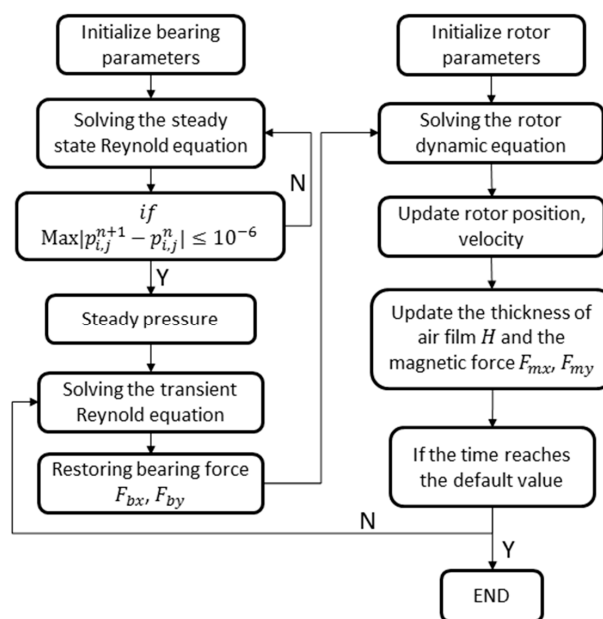 Initialize bearing
parameters
Solving the steady
state Reynold equation
N
if
Max|p_{i,j}^{n+1} − p_{i,j}^{n}| ≤ 10^{−6}
Y
Steady pressure
Solving the transient
Reynold equation
Restoring bearing force
F_{bx}, F_{by}
Initialize rotor
parameters
Solving the rotor
dynamic equation
Update rotor position,
velocity
Update the thickness of
air film H and the
magnetic force F_{mx}, F_{my}
If the time reaches
the default value
N
Y
END